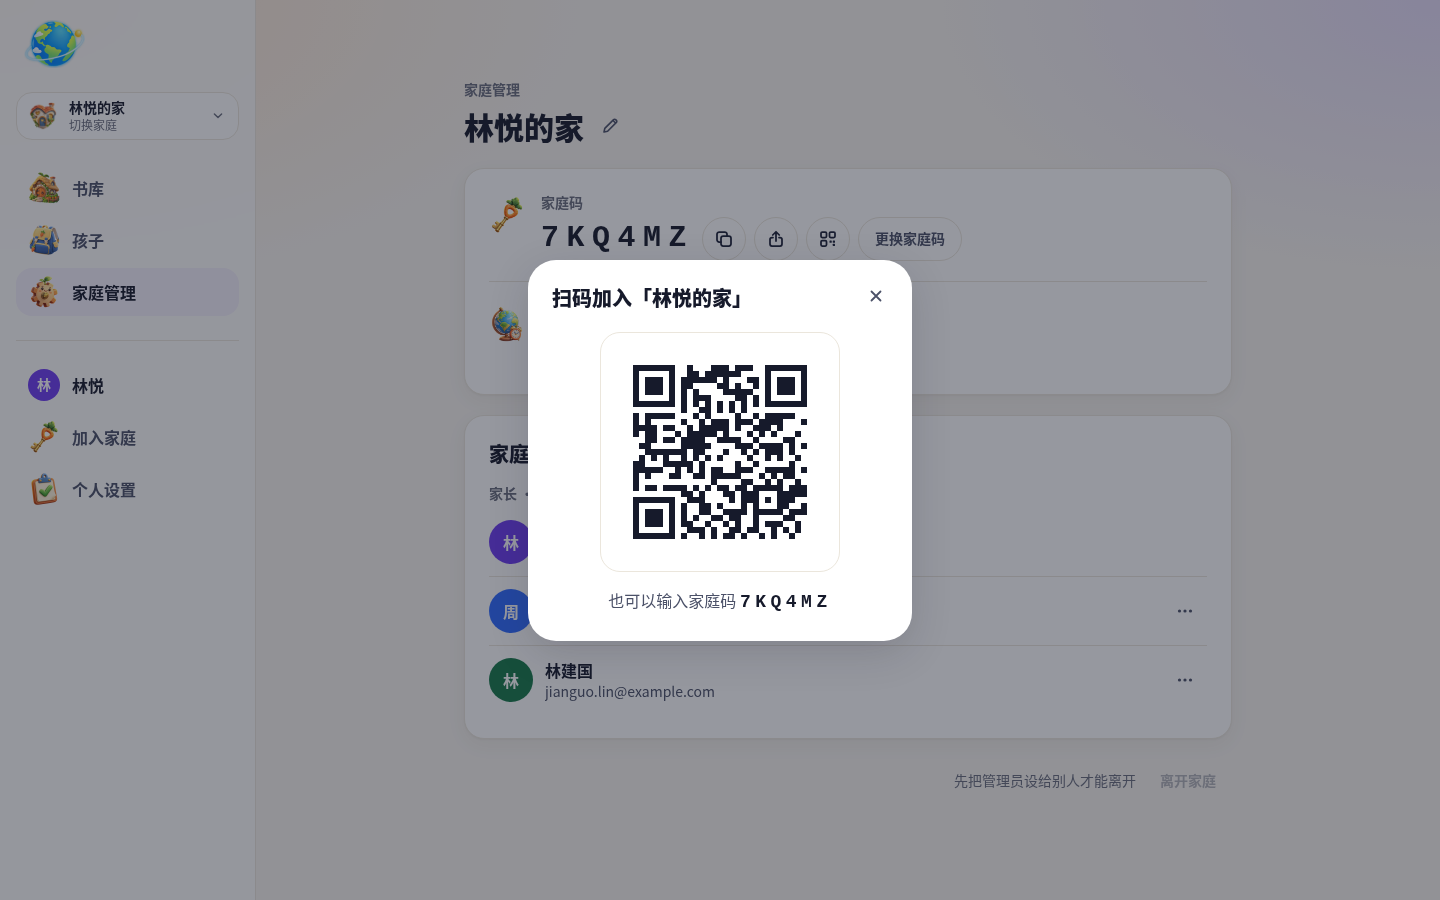 林悦的家
切换家庭
书库
孩子
家庭管理
林
林悦
加入家庭
个人设置
家庭管理
林悦的家
家庭码
7KQ4MZ
更换家庭码
扫码加入「林悦的家」
也可以输入家庭码 7KQ4MZ
家庭
家长
林
周
林
林建国
jianguo.lin@example.com
先把管理员设给别人才能离开
离开家庭